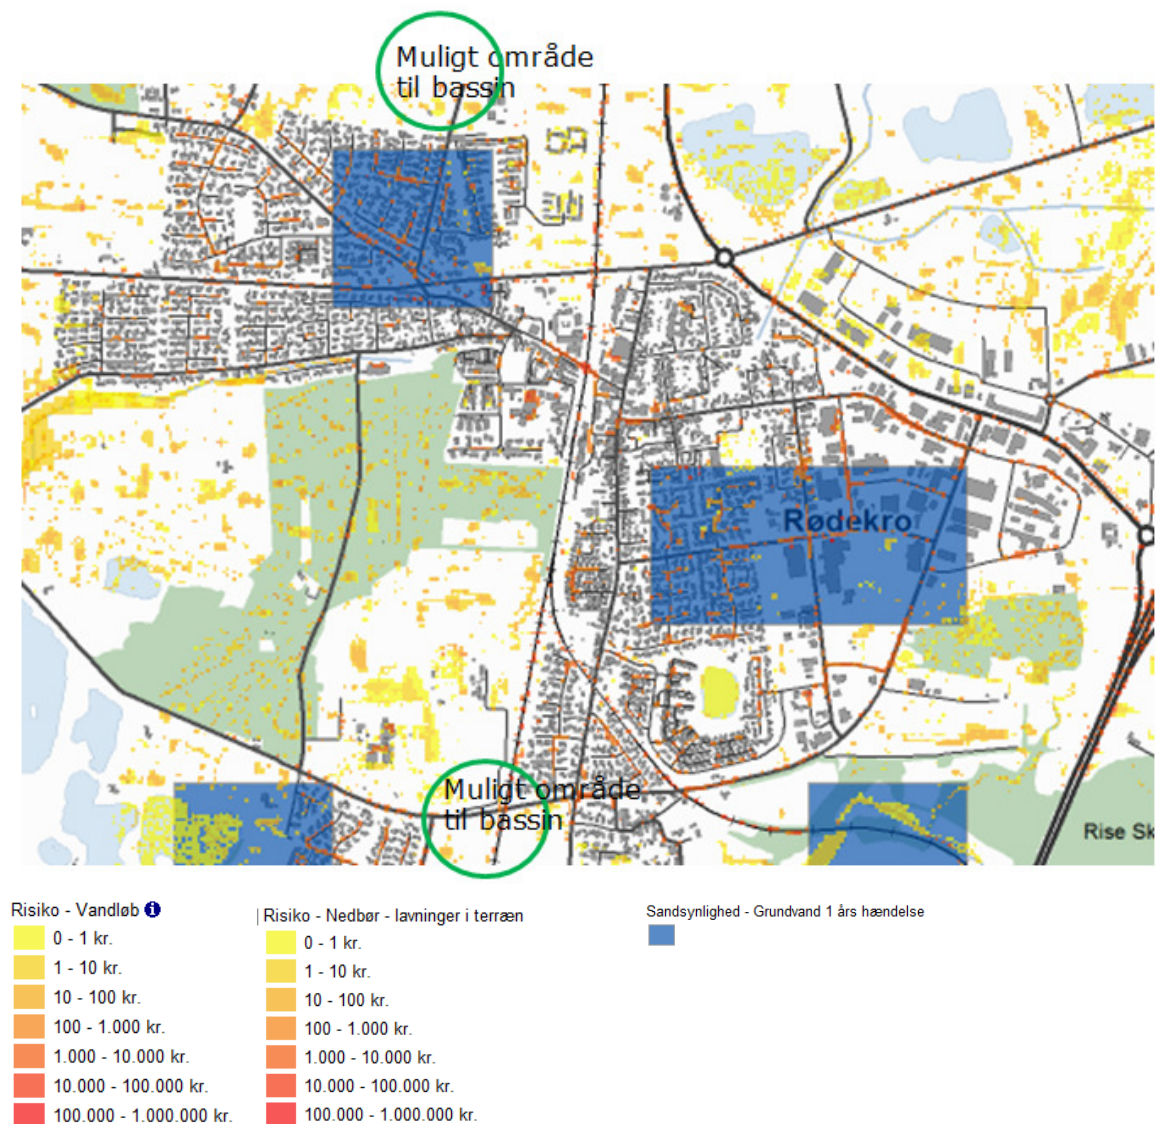 Muligt område
til bassin
Rødekro
Muligt område
til bassin
Rise Sk
Risiko - Vandløb
0 - 1 kr.
1 - 10 kr.
10 - 100 kr.
100 - 1.000 kr.
1.000 - 10.000 kr.
10.000 - 100.000 kr.
100.000 - 1.000.000 kr.
Risiko - Nedbør - lavninger i terræn
0 - 1 kr.
1 - 10 kr.
10 - 100 kr.
100 - 1.000 kr.
1.000 - 10.000 kr.
10.000 - 100.000 kr.
100.000 - 1.000.000 kr.
Sandsynlighed - Grundvand 1 års hændelse